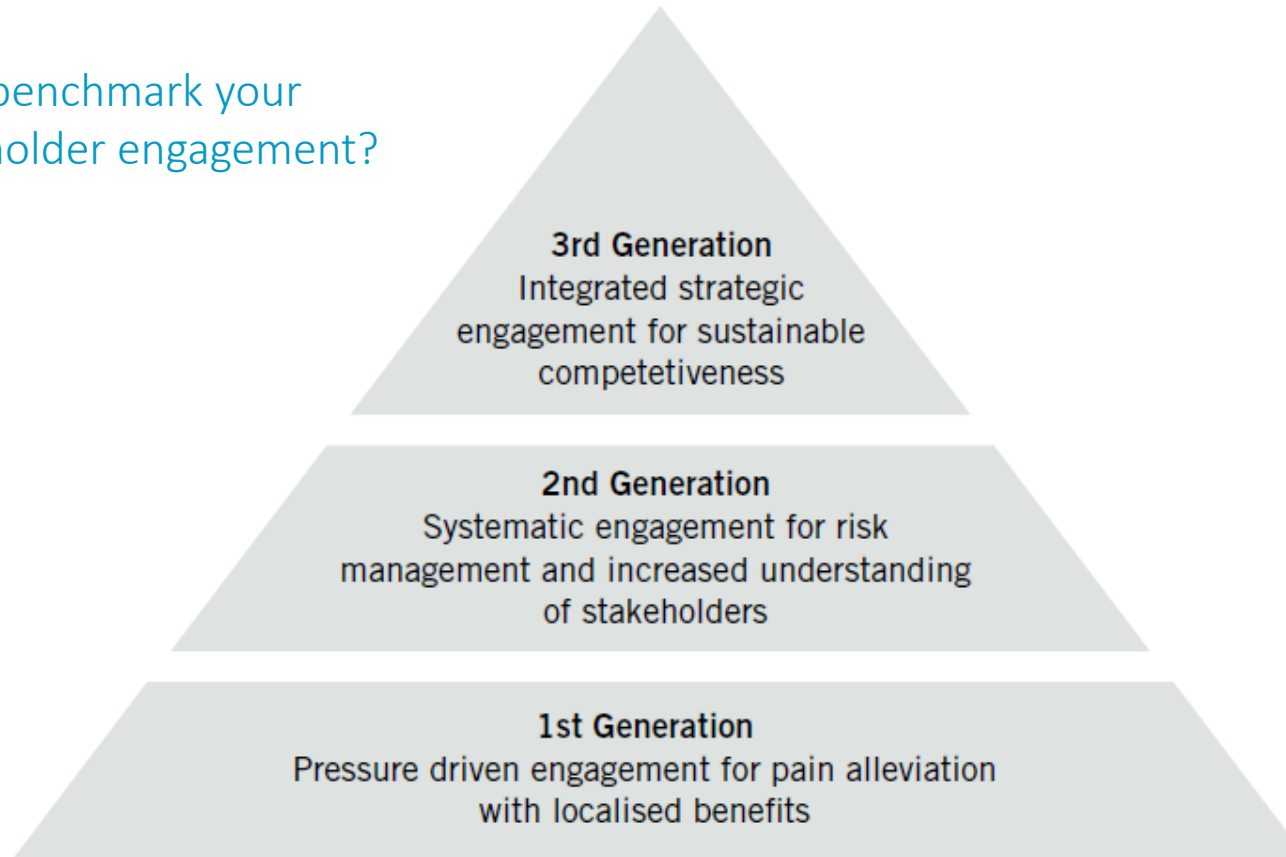 benchmark your
holder engagement?
3rd Generation
Integrated strategic
engagement for sustainable
competetiveness
2nd Generation
Systematic engagement for risk
management and increased understanding
of stakeholders
1st Generation
Pressure driven engagement for pain alleviation
with localised benefits